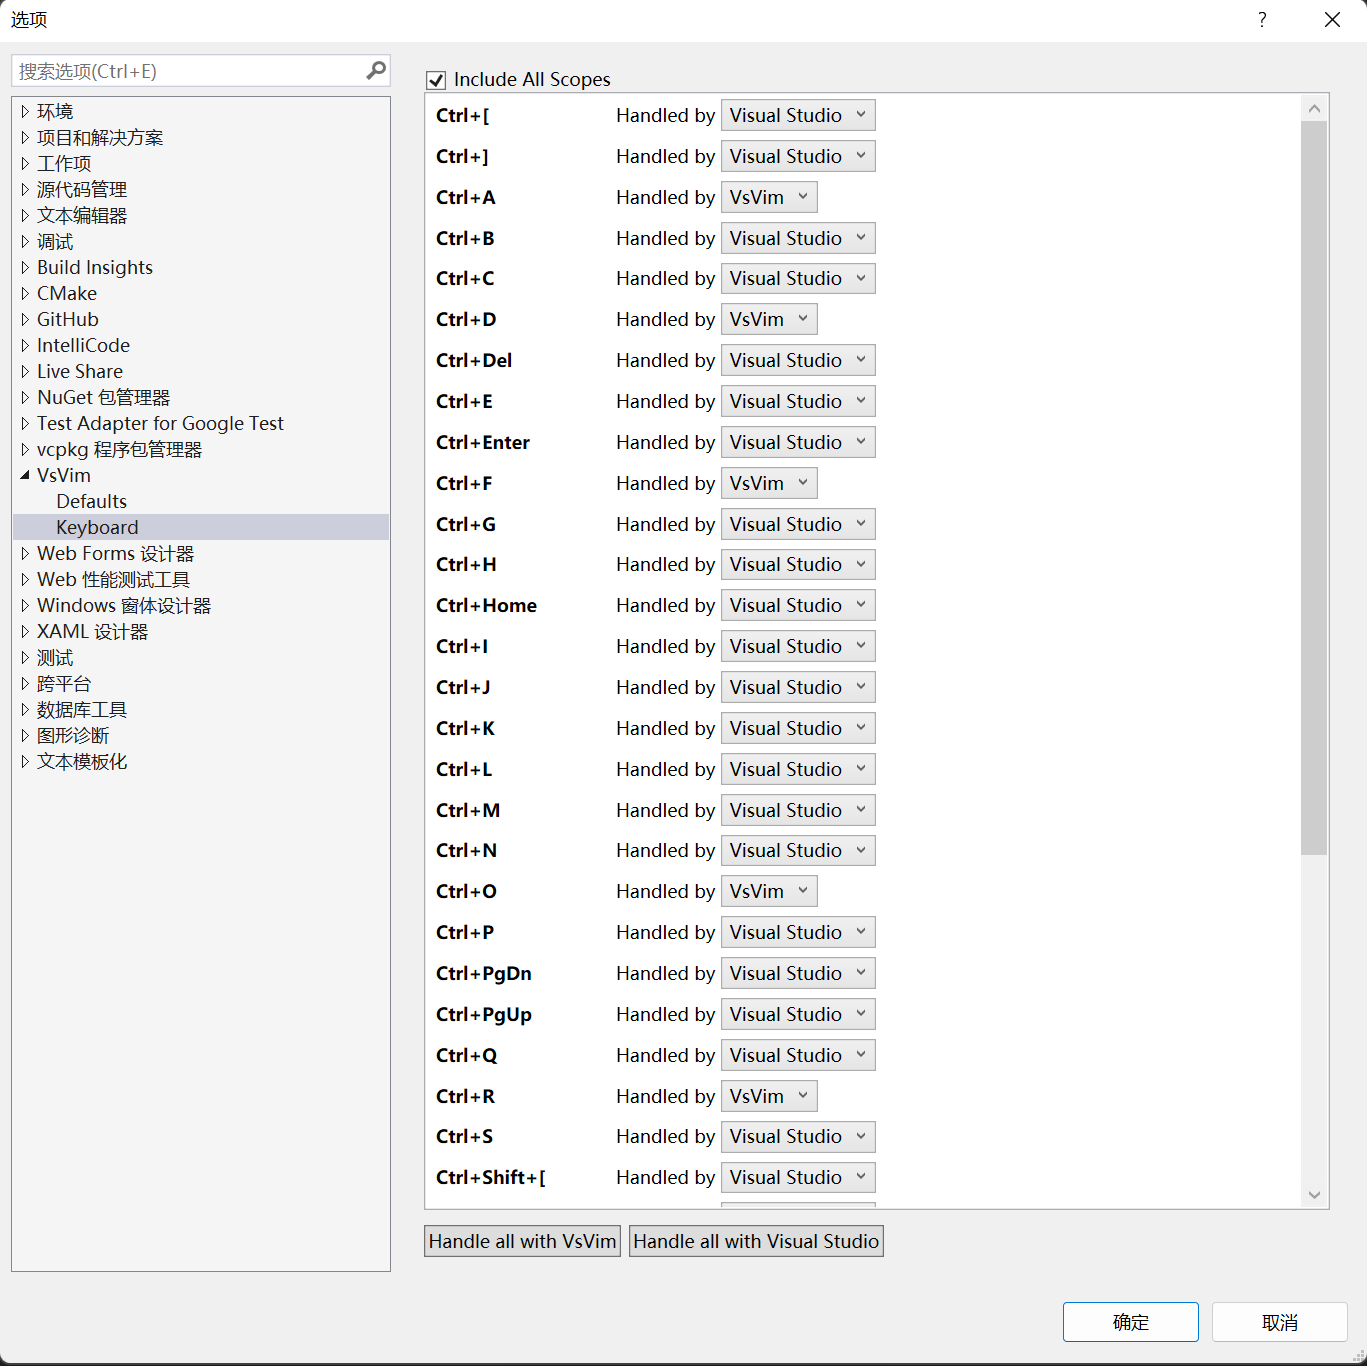 选项
?
搜索选项(Ctrl+E)
环境
项目和解决方案
工作项
源代码管理
文本编辑器
调试
Build Insights
CMake
GitHub
IntelliCode
Live Share
NuGet 包管理器
Test Adapter for Google Test
vcpkg 程序包管理器
VsVim
Defaults
Keyboard
Web Forms 设计器
Web 性能测试工具
Windows 窗体设计器
XAML 设计器
测试
跨平台
数据库工具
图形诊断
文本模板化
Include All Scopes
Ctrl+[ Handled by Visual Studio
Ctrl+] Handled by Visual Studio
Ctrl+A Handled by VsVim
Ctrl+B Handled by Visual Studio
Ctrl+C Handled by Visual Studio
Ctrl+D Handled by VsVim
Ctrl+Del Handled by Visual Studio
Ctrl+E Handled by Visual Studio
Ctrl+Enter Handled by Visual Studio
Ctrl+F Handled by VsVim
Ctrl+G Handled by Visual Studio
Ctrl+H Handled by Visual Studio
Ctrl+Home Handled by Visual Studio
Ctrl+I Handled by Visual Studio
Ctrl+J Handled by Visual Studio
Ctrl+K Handled by Visual Studio
Ctrl+L Handled by Visual Studio
Ctrl+M Handled by Visual Studio
Ctrl+N Handled by Visual Studio
Ctrl+O Handled by VsVim
Ctrl+P Handled by Visual Studio
Ctrl+PgDn Handled by Visual Studio
Ctrl+PgUp Handled by Visual Studio
Ctrl+Q Handled by Visual Studio
Ctrl+R Handled by VsVim
Ctrl+S Handled by Visual Studio
Ctrl+Shift+[ Handled by Visual Studio
Handle all with VsVim Handle all with Visual Studio
确定 取消